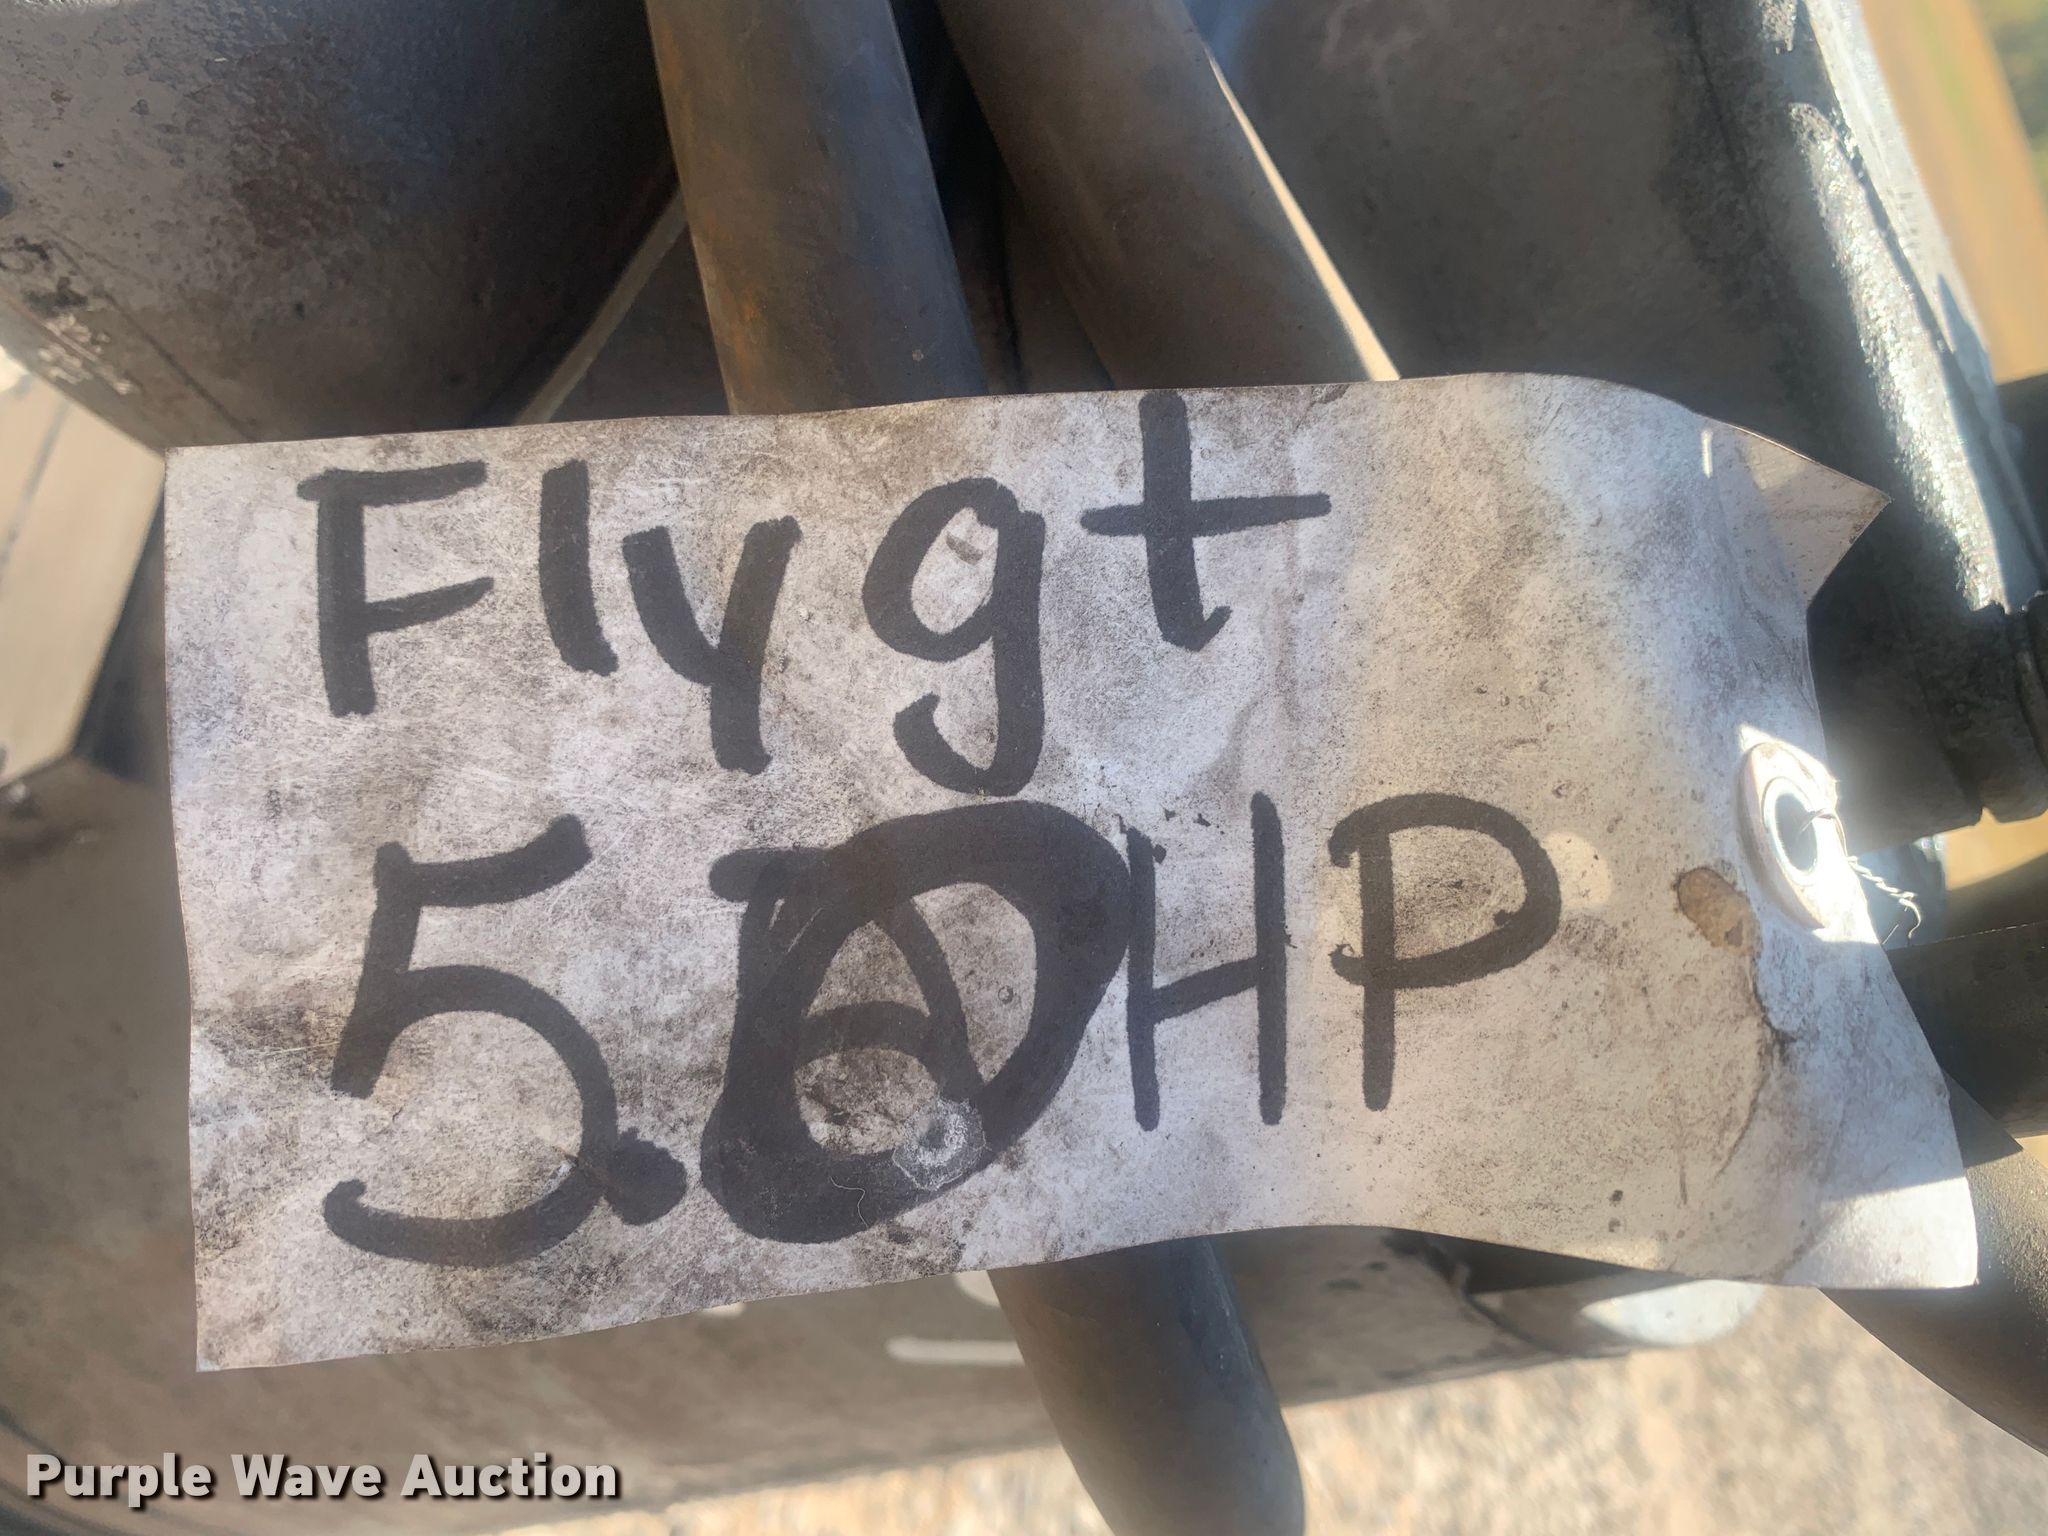 Flygt
5.0HP
Purple Wave Auction